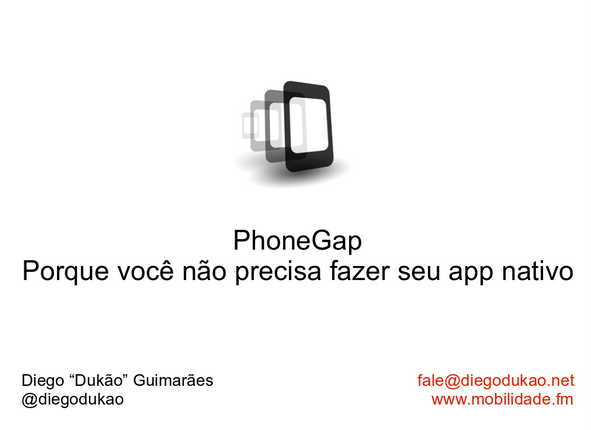 PhoneGap
Porque você não precisa fazer seu app nativo
Diego “Dukão” Guimarães
@diegodukao
fale@diegodukao.net
www.mobilidade.fm